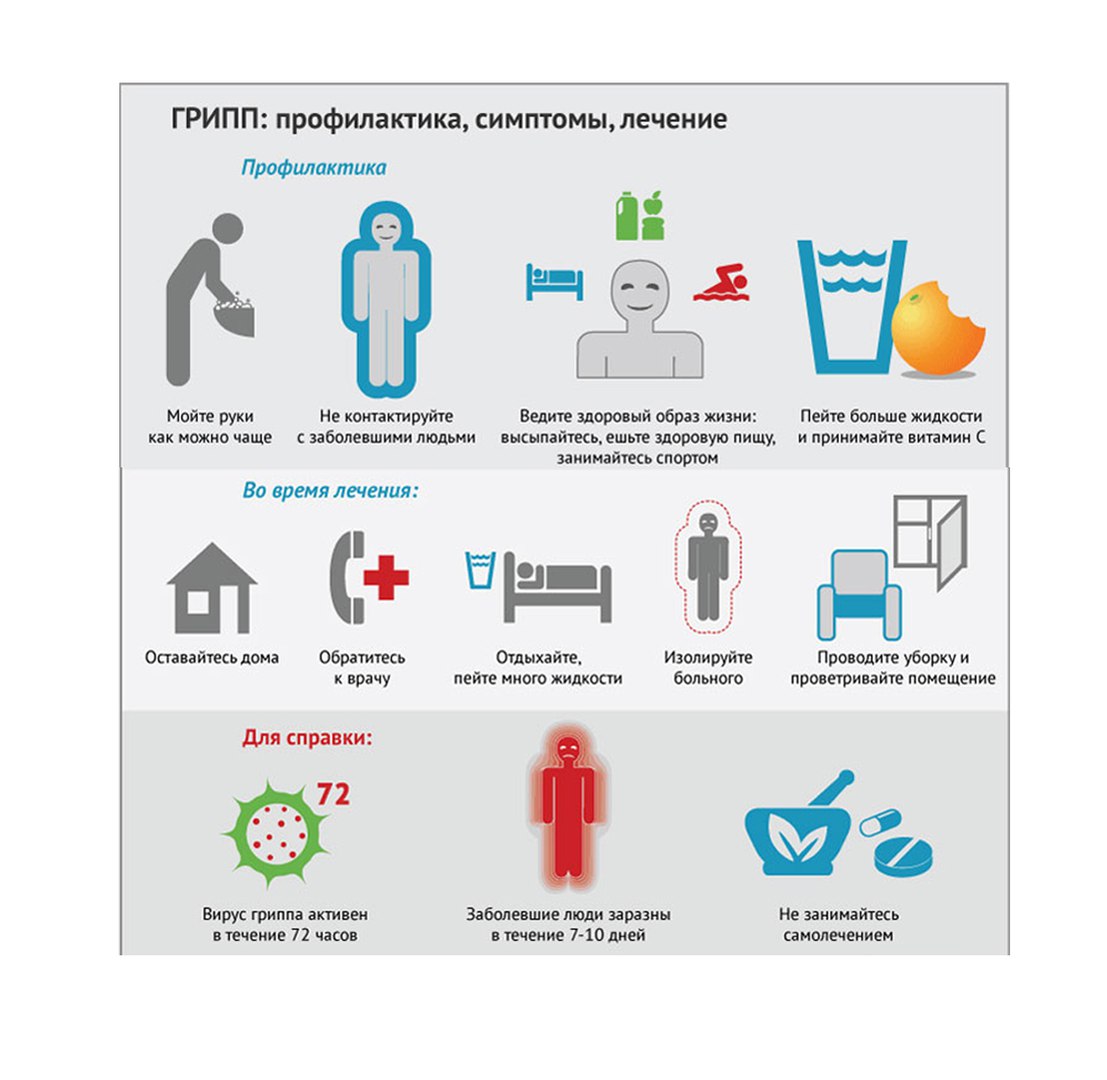 ГРИПП: профилактика, симптомы, лечение
Профилактика
Мойте руки
как можно чаще
Не контактируйте
с заболевшими людьми
Ведите здоровый образ жизни:
высыпайтесь, ешьте здоровую пищу,
занимайтесь спортом
Пейте больше жидкости
и принимайте витамин С
Во время лечения:
Оставайтесь дома
Обратитесь
к врачу
Отдыхайте,
пейте много жидкости
Изолируйте
больного
Проводите уборку и
проветривайте помещение
Для справки:
72
Вирус гриппа активен
в течение 72 часов
Заболевшие люди заразны
в течение 7-10 дней
Не занимайтесь
самолечением